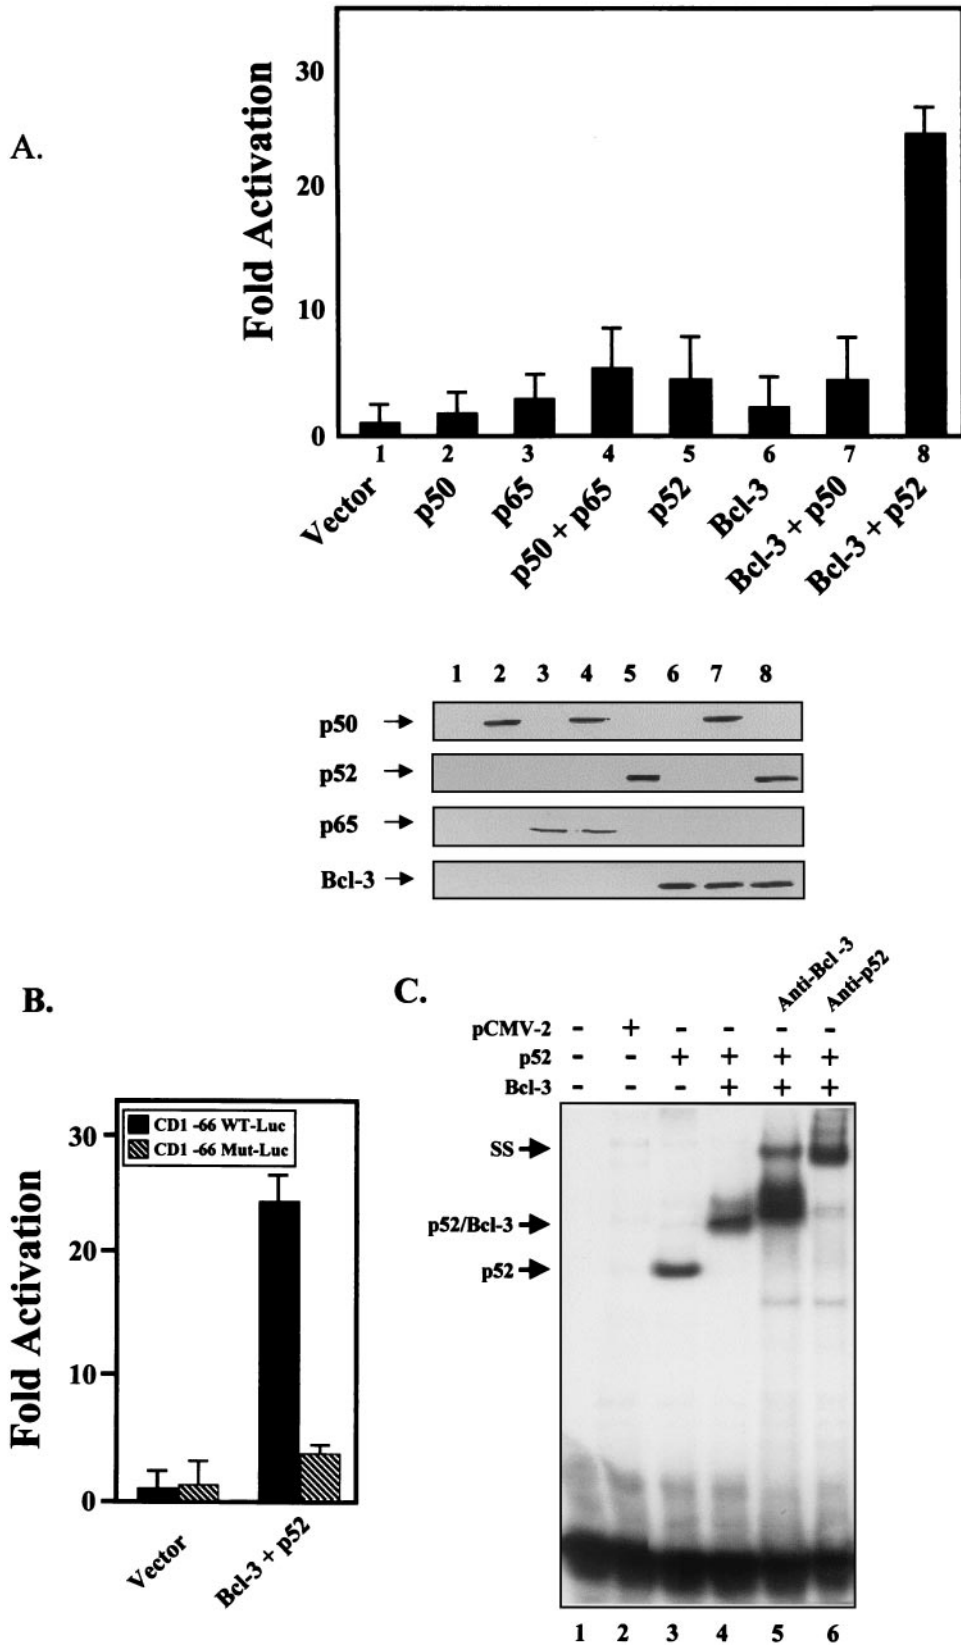 A.
Fold Activation
30
20
10
0
1 2 3 4 5 6 7 8
Vector
p50
p65
p50 + p65
p52
Bcl-3
Bcl-3 + p50
Bcl-3 + p52
1 2 3 4 5 6 7 8
p50
p52
p65
Bcl-3
B.
Fold Activation
30
20
10
0
CD1 -66 WT-Luc
CD1 -66 Mut-Luc
Vector
Bcl-3 + p52
C.
Anti-Bcl -3
Anti-p52
pCMV-2 - + - - - -
p52 - - + + + +
Bcl-3 - - - + + +
SS
p52/Bcl-3
p52
1 2 3 4 5 6